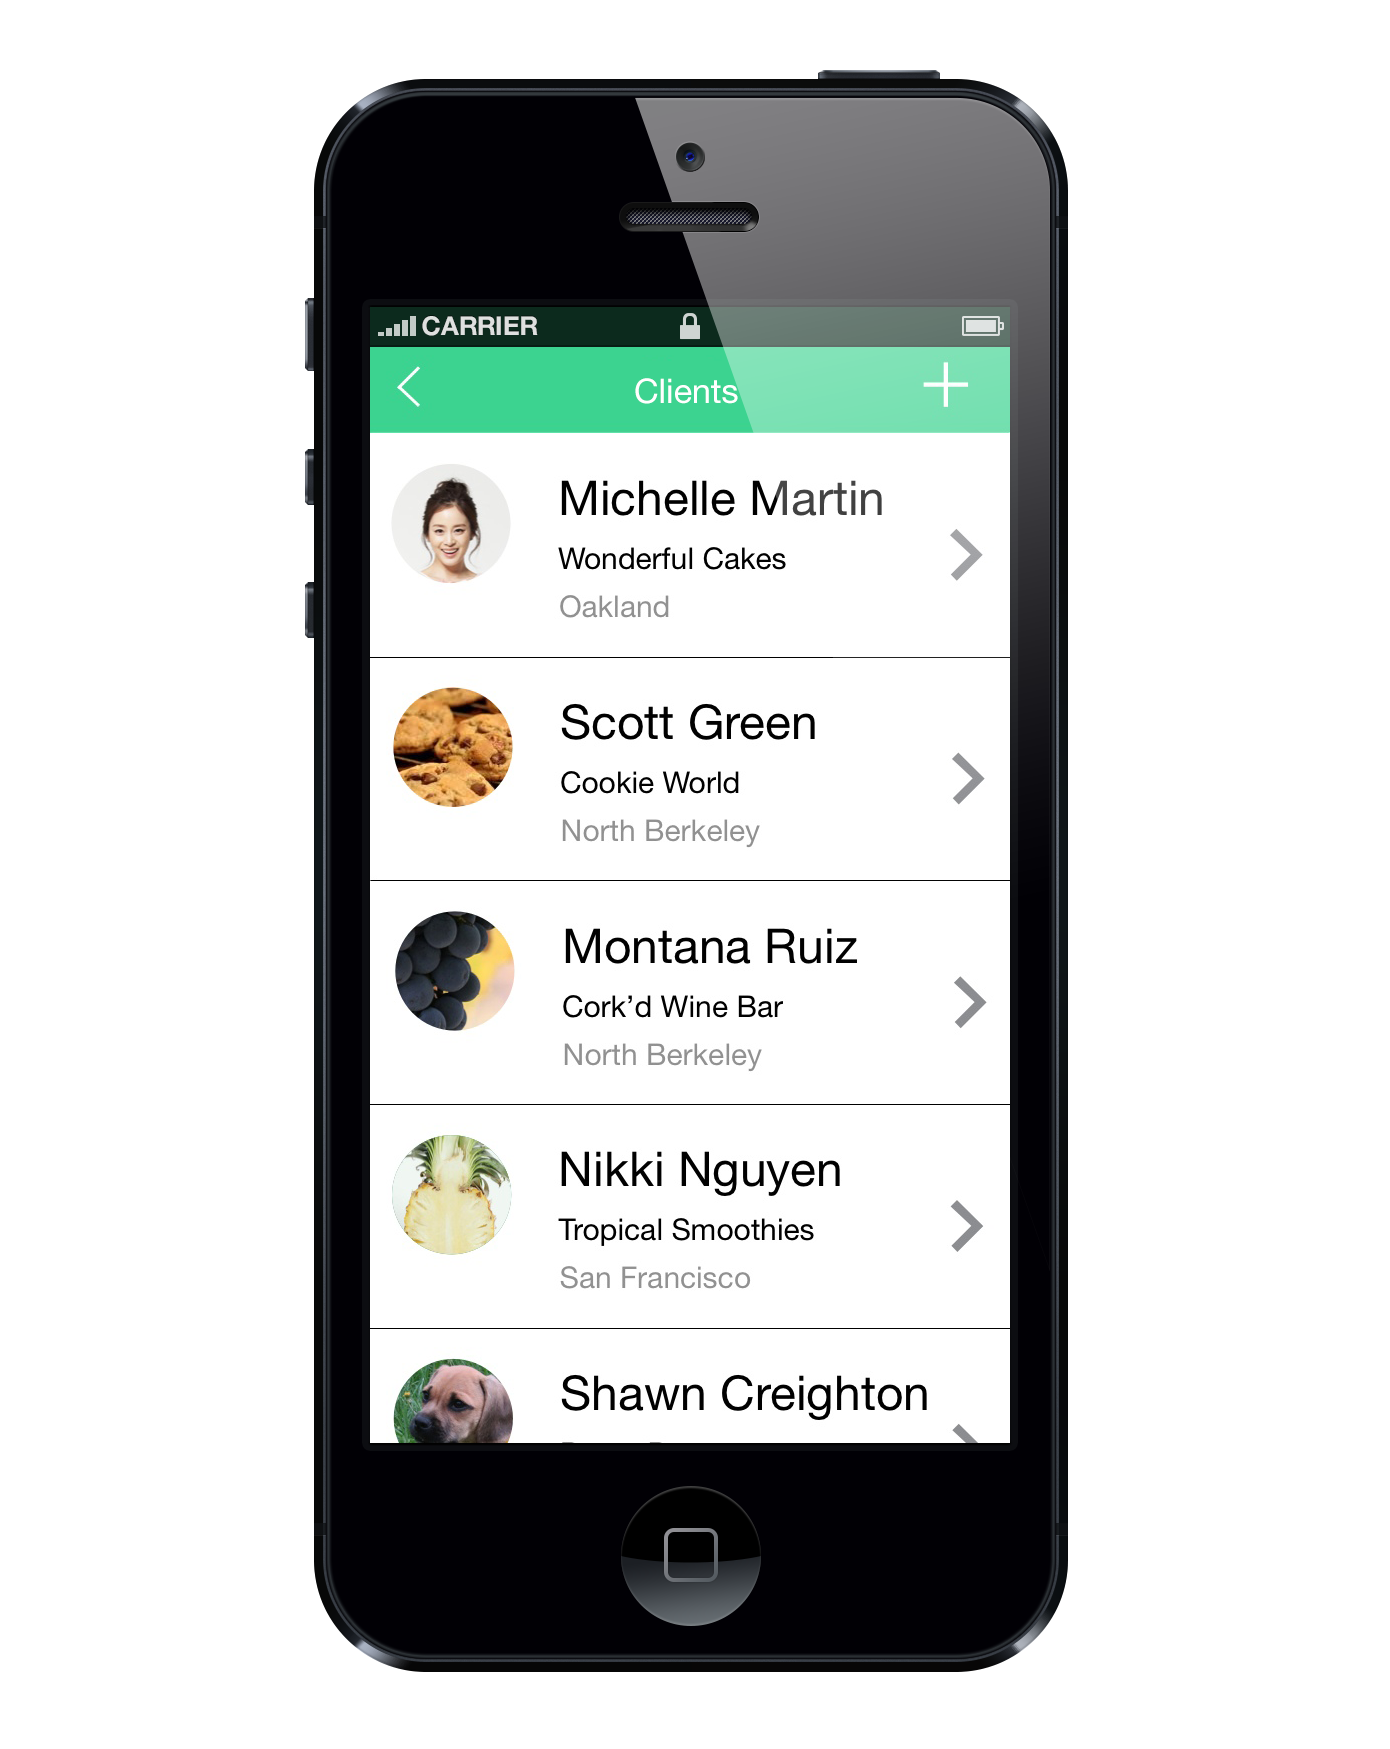 CARRIER
Clients
Michelle Martin
Wonderful Cakes
Oakland
Scott Green
Cookie World
North Berkeley
Montana Ruiz
Cork’d Wine Bar
North Berkeley
Nikki Nguyen
Tropical Smoothies
San Francisco
Shawn Creighton